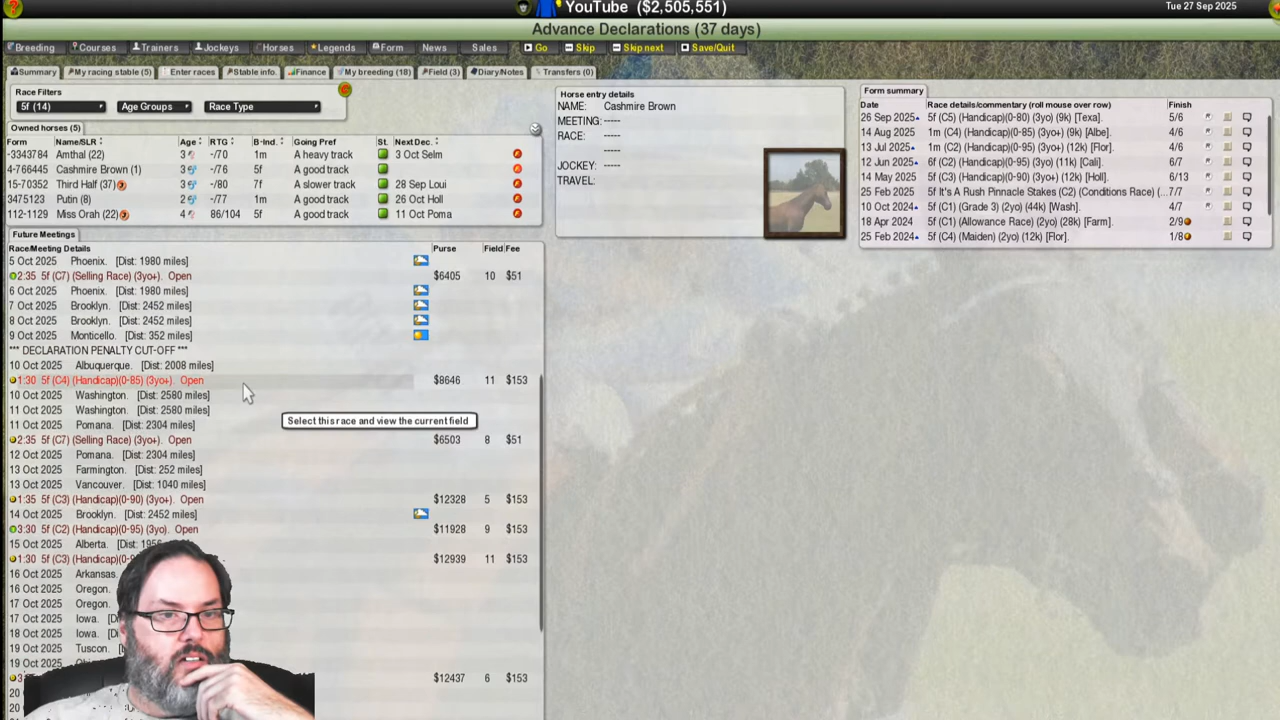 YouTube ($2,505,551)
Tue 27 Sep 2025
Advance Declarations (37 days)
Breeding Courses Trainers Jockeys Horses Legends Form News Sales Go Skip Skip next Save/Quit
Summary My racing stable (5) Enter races Stable info. Finance My breeding (18) Field (3) Diary/Notes Transfers (0)
Race Filters
5f (14) Age Groups Race Type
Owned horses (5)
Form Name/SLR : Age : RTG : B-Ind. : Going Pref St. Next Dec. :
-3343784 Amthal (22) 3 -/70 1m A heavy track 3 Oct Selm
4-766445 Cashmire Brown (1) 3 -/76 5f A good track
15-70352 Third Half (37) 3 -/80 7f A slower track 28 Sep Loui
3475123 Putin (8) 2 -/77 1m A good track 26 Oct Holl
112-1129 Miss Orah (22) 4 86/104 5f A good track 11 Oct Poma
Future Meetings
Race/Meeting Details Purse Field Fee
5 Oct 2025 Phoenix. [Dist: 1980 miles]
2:35 5f (C7) (Selling Race) (3yo+). Open $6405 10 $51
6 Oct 2025 Phoenix. [Dist: 1980 miles]
7 Oct 2025 Brooklyn. [Dist: 2452 miles]
8 Oct 2025 Brooklyn. [Dist: 2452 miles]
9 Oct 2025 Monticello. [Dist: 352 miles]
*** DECLARATION PENALTY CUT-OFF ***
10 Oct 2025 Albuquerque. [Dist: 2008 miles]
1:30 5f (C4) (Handicap)(0-85) (3yo+). Open $8646 11 $153
10 Oct 2025 Washington. [Dist: 2580 miles]
11 Oct 2025 Washington. [Dist: 2580 miles]
11 Oct 2025 Pomana. [Dist: 2304 miles]
2:35 5f (C7) (Selling Race) (3yo+). Open $6503 8 $51
12 Oct 2025 Pomana. [Dist: 2304 miles]
13 Oct 2025 Farmington. [Dist: 252 miles]
13 Oct 2025 Vancouver. [Dist: 1040 miles]
1:35 5f (C3) (Handicap)(0-90) (3yo+). Open $12328 5 $153
14 Oct 2025 Brooklyn. [Dist: 2452 miles]
3:30 5f (C2) (Handicap)(0-95) (3yo). Open $11928 9 $153
15 Oct 2025 Alberta. [Dist:
1:30 5f (C3) (Handicap) $12939 11 $153
16 Oct 2025 Arkansas.
16 Oct 2025 Oregon.
17 Oct 2025 Oregon.
17 Oct 2025 Iowa.
18 Oct 2025 Iowa.
19 Oct 2025 Tuscon.
19 Oct
$12437 6 $153
20
20
Select this race and view the current field
Horse entry details
NAME: Cashmire Brown
MEETING: -----
RACE: -----
-----
JOCKEY: -----
TRAVEL:
Form summary
Date Race details/commentary (roll mouse over row) Finish
26 Sep 2025 5f (C5) (Handicap)(0-80) (3yo) (9k) [Texa]. 5/6
14 Aug 2025 1m (C4) (Handicap)(0-85) (3yo+) (9k) [Albe]. 4/6
13 Jul 2025 1m (C2) (Handicap)(0-95) (3yo+) (12k) [Flor]. 4/6
12 Jun 2025 6f (C2) (Handicap)(0-95) (3yo) (11k) [Cali]. 6/7
14 May 2025 5f (C2) (Handicap)(0-95) (3yo) (12k) [Holl]. 6/13
25 Feb 2025 5f It's A Rush Pinnacle Stakes (C2) (Conditions Race) (... 7/7
10 Oct 2024 5f (C1) (Grade 3) (2yo) (44k) [Wash]. 4/7
18 Apr 2024 5f (C1) (Allowance Race) (2yo) (28k) [Farm]. 2/9
25 Feb 2024 5f (C4) (Maiden) (2yo) (12k) [Flor]. 1/8